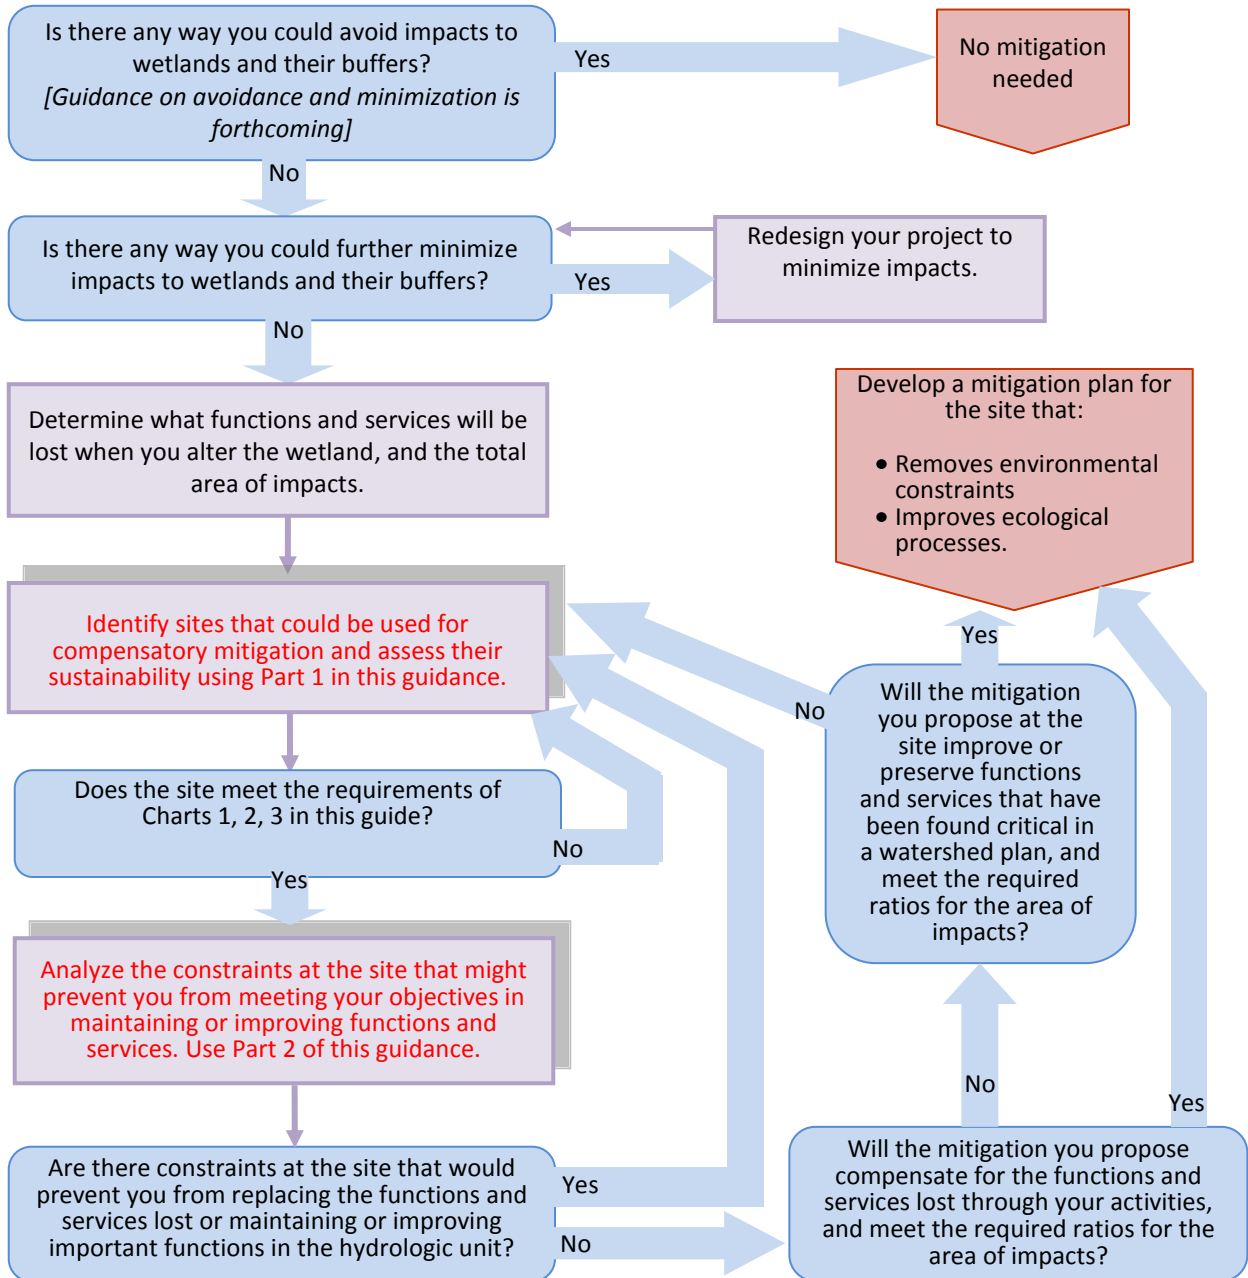 Is there any way you could avoid impacts to
wetlands and their buffers?
[Guidance on avoidance and minimization is
forthcoming]
Yes
No mitigation
needed
No
Is there any way you could further minimize
impacts to wetlands and their buffers?
Yes
Redesign your project to
minimize impacts.
No
Determine what functions and services will be
lost when you alter the wetland, and the total
area of impacts.
Develop a mitigation plan for
the site that:
• Removes environmental
constraints
• Improves ecological
processes.
Identify sites that could be used for
compensatory mitigation and assess their
sustainability using Part 1 in this guidance.
Yes
No
Will the mitigation
you propose at the
site improve or
preserve functions
and services that have
been found critical in
a watershed plan, and
meet the required
ratios for the area of
impacts?
Does the site meet the requirements of
Charts 1, 2, 3 in this guide?
No
Yes
Analyze the constraints at the site that might
prevent you from meeting your objectives in
maintaining or improving functions and
services. Use Part 2 of this guidance.
No
Yes
Are there constraints at the site that would
prevent you from replacing the functions and
services lost or maintaining or improving
important functions in the hydrologic unit?
Yes
No
Will the mitigation you propose
compensate for the functions and
services lost through your activities,
and meet the required ratios for the
area of impacts?